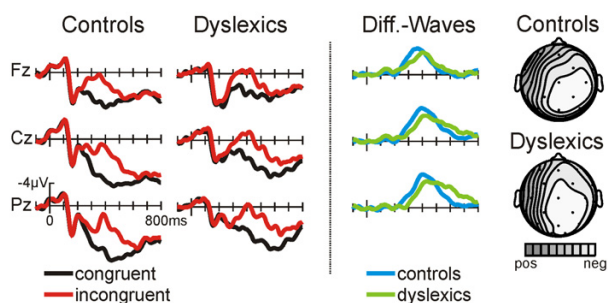 Controls
Dyslexics
Diff.-Waves
Controls
Fz
Cz
Dyslexics
-4µV
Pz
0
800ms
pos
neg
congruent
incongruent
controls
dyslexics